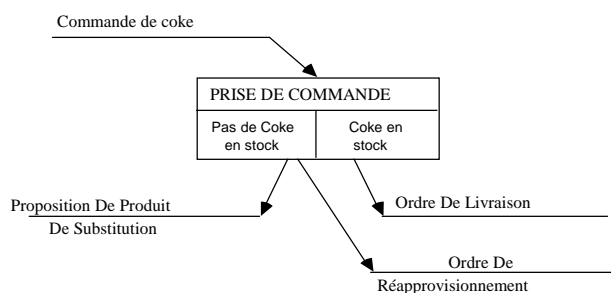 Commande de coke
PRISE DE COMMANDE
Pas de Coke
en stock
Coke en
stock
Proposition De Produit
De Substitution
Ordre De Livraison
Ordre De
Réapprovisionnement